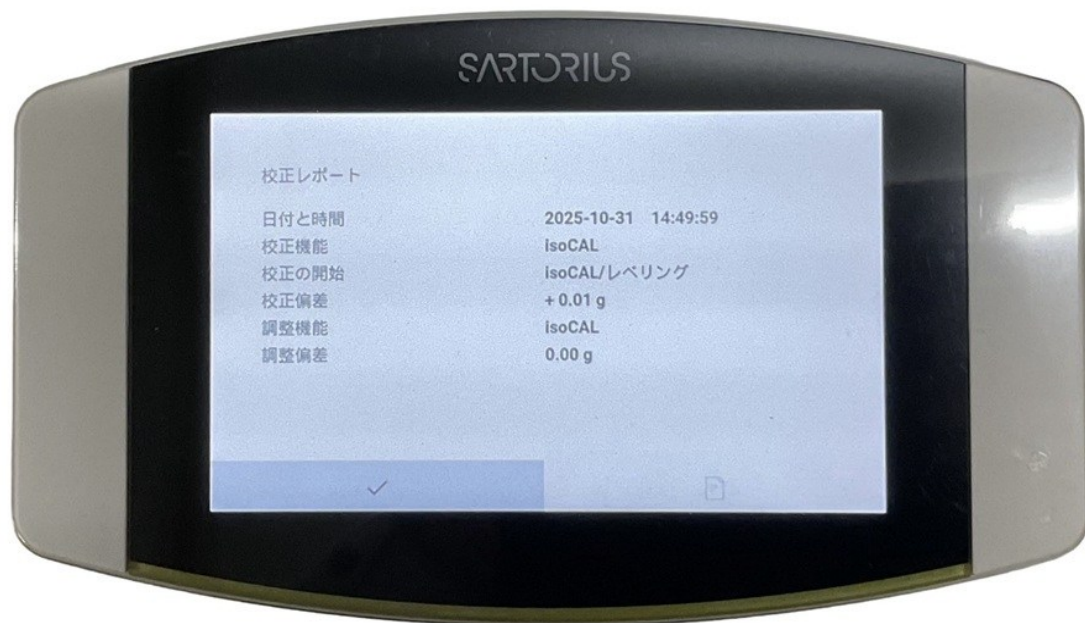 SARTORIUS
校正レポート
日付と時間 2025-10-31 14:49:59
校正機能 isoCAL
校正の開始 isoCAL/レベリング
校正偏差 + 0.01 g
調整機能 isoCAL
調整偏差 0.00 g